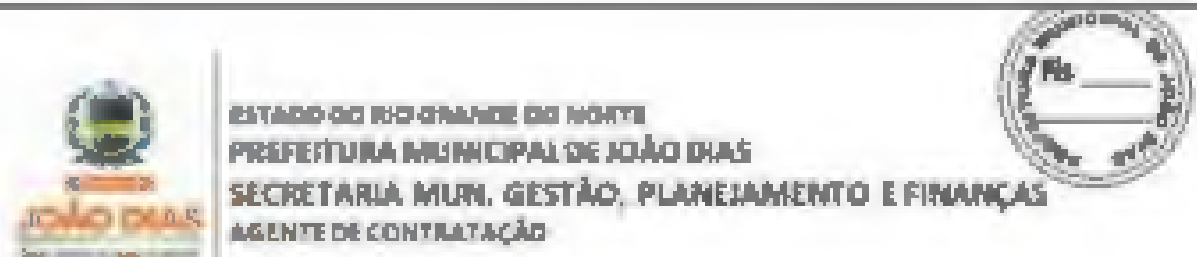 ESTADO DO RIO GRANDE DO NORTE
PREFEITURA MUNICIPAL DE JOÃO DIAS
SECRETARIA MUN. GESTÃO, PLANEJAMENTO E FINANÇAS
AGENTE DE CONTRATAÇÃO
JOÃO DIAS
Fls.